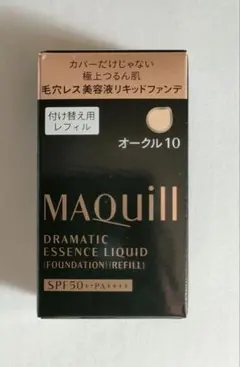 カバーだけじゃない
極上つるん肌
毛穴レス美容液リキッドファンデ
付け替え用
レフィル
オークル10
MAQuill
DRAMATIC
ESSENCE LIQUID
[FOUNDATION] [REFILL]
SPF50+・PA++++